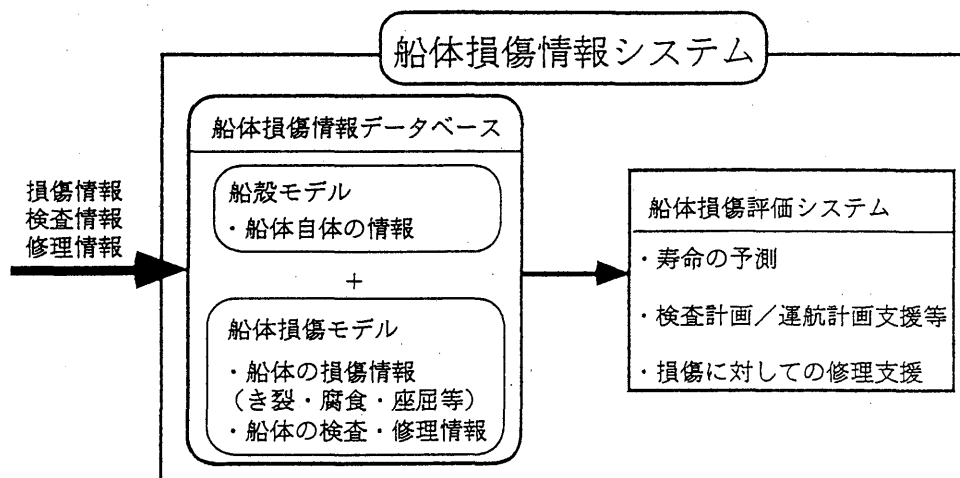 船体損傷情報システム
損傷情報
検査情報
修理情報
船体損傷情報データベース
船殻モデル
・船体自体の情報
+
船体損傷モデル
・船体の損傷情報
（き裂・腐食・座屈等）
・船体の検査・修理情報
船体損傷評価システム
・寿命の予測
・検査計画／運航計画支援等
・損傷に対しての修理支援